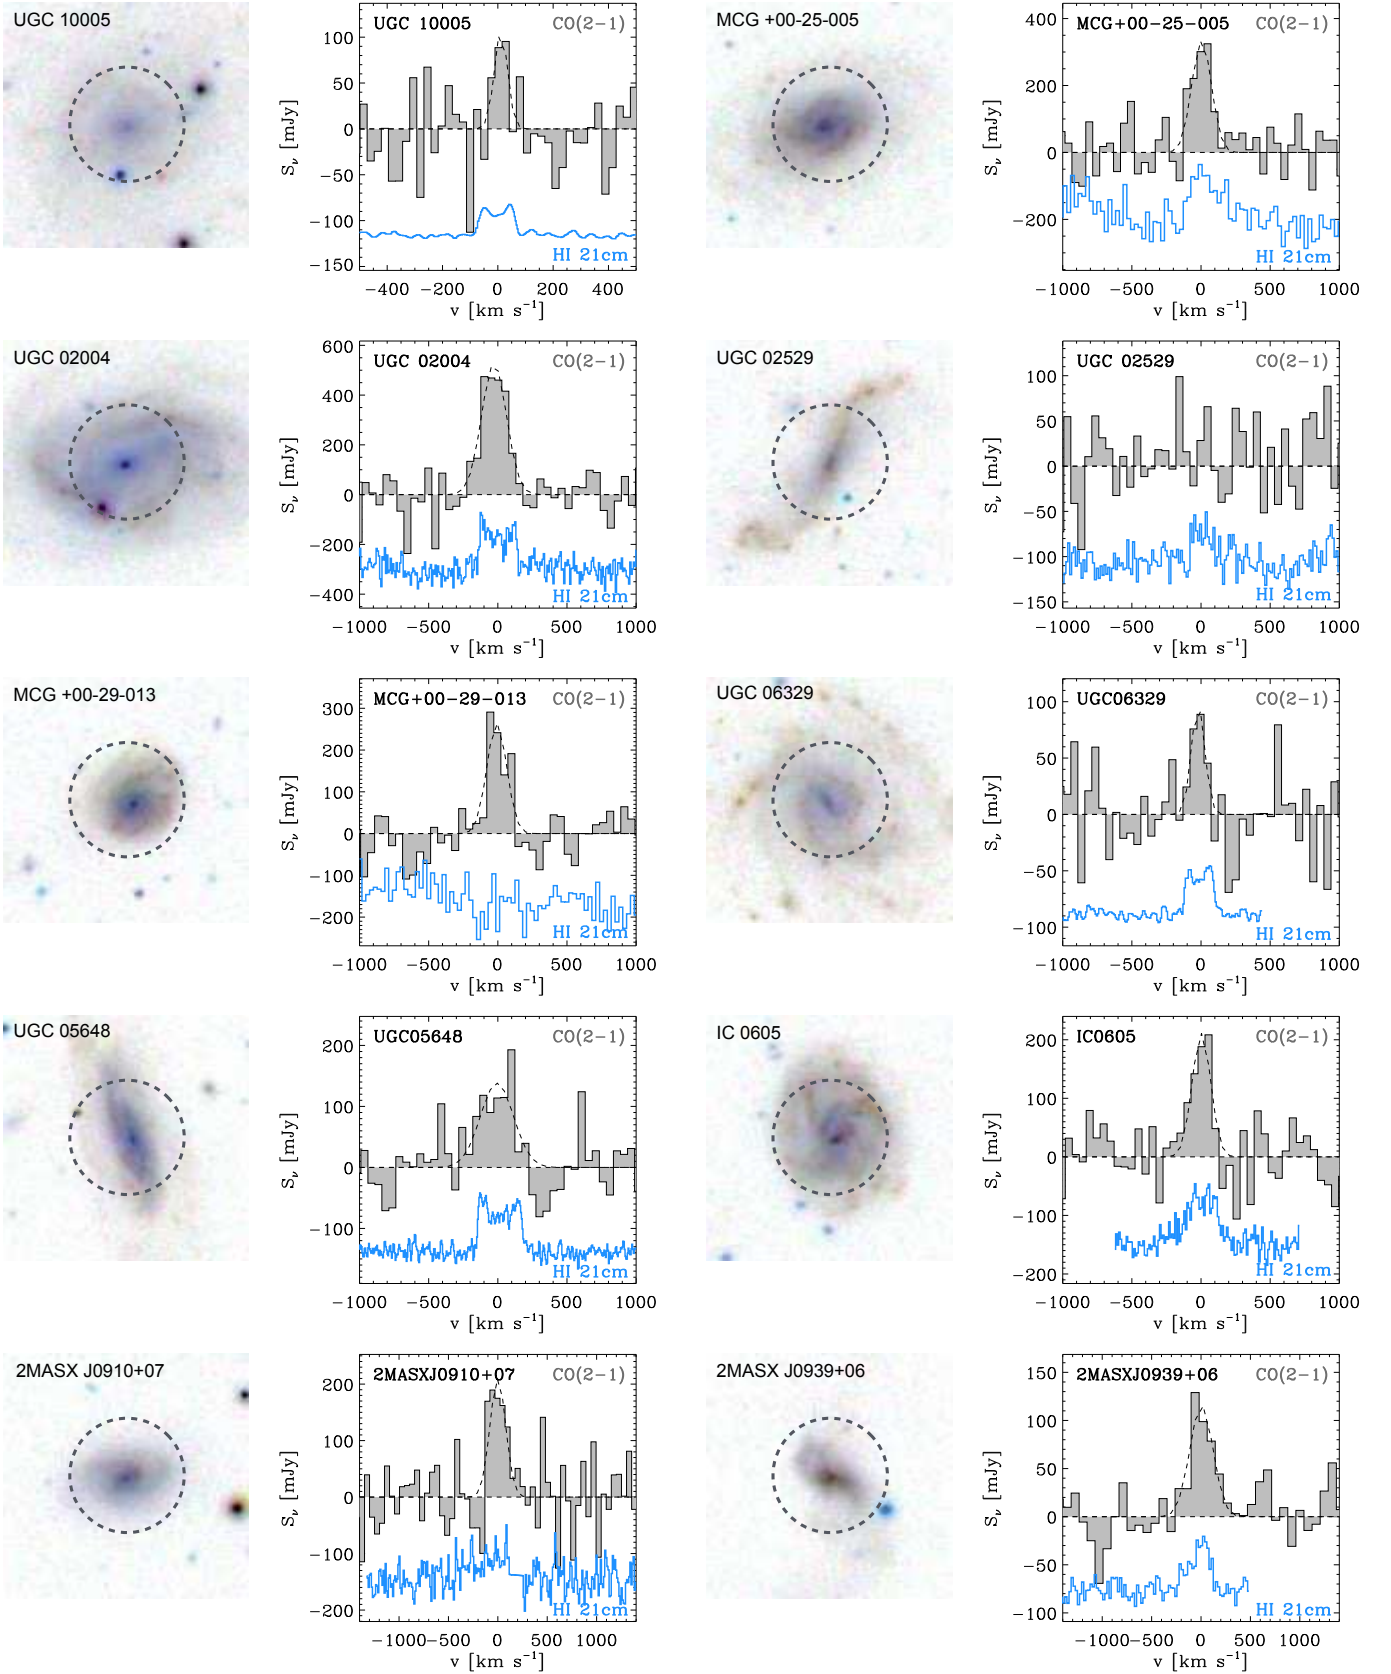 UGC 10005
UGC 10005 CO(2−1)
100
50
0
−50
−100
−150
Sν [mJy]
HI 21cm
−400 −200 0 200 400
v [km s−1]
MCG +00-25-005
MCG+00−25−005 CO(2−1)
400
200
0
−200
Sν [mJy]
HI 21cm
−1000 −500 0 500 1000
v [km s−1]
UGC 02004
UGC 02004 CO(2−1)
600
400
200
0
−200
−400
Sν [mJy]
HI 21cm
−1000 −500 0 500 1000
v [km s−1]
UGC 02529
UGC 02529 CO(2−1)
100
50
0
−50
−100
−150
Sν [mJy]
HI 21cm
−1000 −500 0 500 1000
v [km s−1]
MCG +00-29-013
MCG+00−29−013 CO(2−1)
300
200
100
0
−100
−200
Sν [mJy]
HI 21cm
−1000 −500 0 500 1000
v [km s−1]
UGC 06329
UGC06329 CO(2−1)
100
50
0
−50
−100
Sν [mJy]
HI 21cm
−1000 −500 0 500 1000
v [km s−1]
UGC 05648
UGC05648 CO(2−1)
200
100
0
−100
Sν [mJy]
HI 21cm
−1000 −500 0 500 1000
v [km s−1]
IC 0605
IC0605 CO(2−1)
200
100
0
−100
−200
Sν [mJy]
HI 21cm
−1000 −500 0 500 1000
v [km s−1]
2MASX J0910+07
2MASXJ0910+07 CO(2−1)
200
100
0
−100
−200
Sν [mJy]
HI 21cm
−1000−500 0 500 1000
v [km s−1]
2MASX J0939+06
2MASXJ0939+06 CO(2−1)
150
100
50
0
−50
−100
Sν [mJy]
HI 21cm
−1000−500 0 500 1000
v [km s−1]